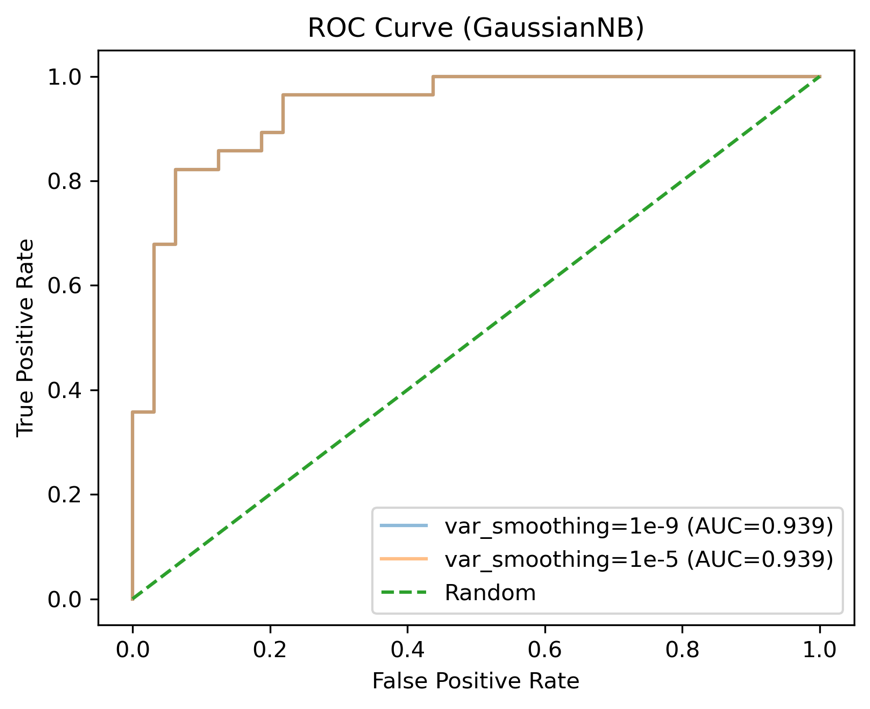 ROC Curve (GaussianNB)
True Positive Rate
1.0
0.8
0.6
0.4
0.2
0.0
var_smoothing=1e-9 (AUC=0.939)
var_smoothing=1e-5 (AUC=0.939)
Random
0.0 0.2 0.4 0.6 0.8 1.0
False Positive Rate